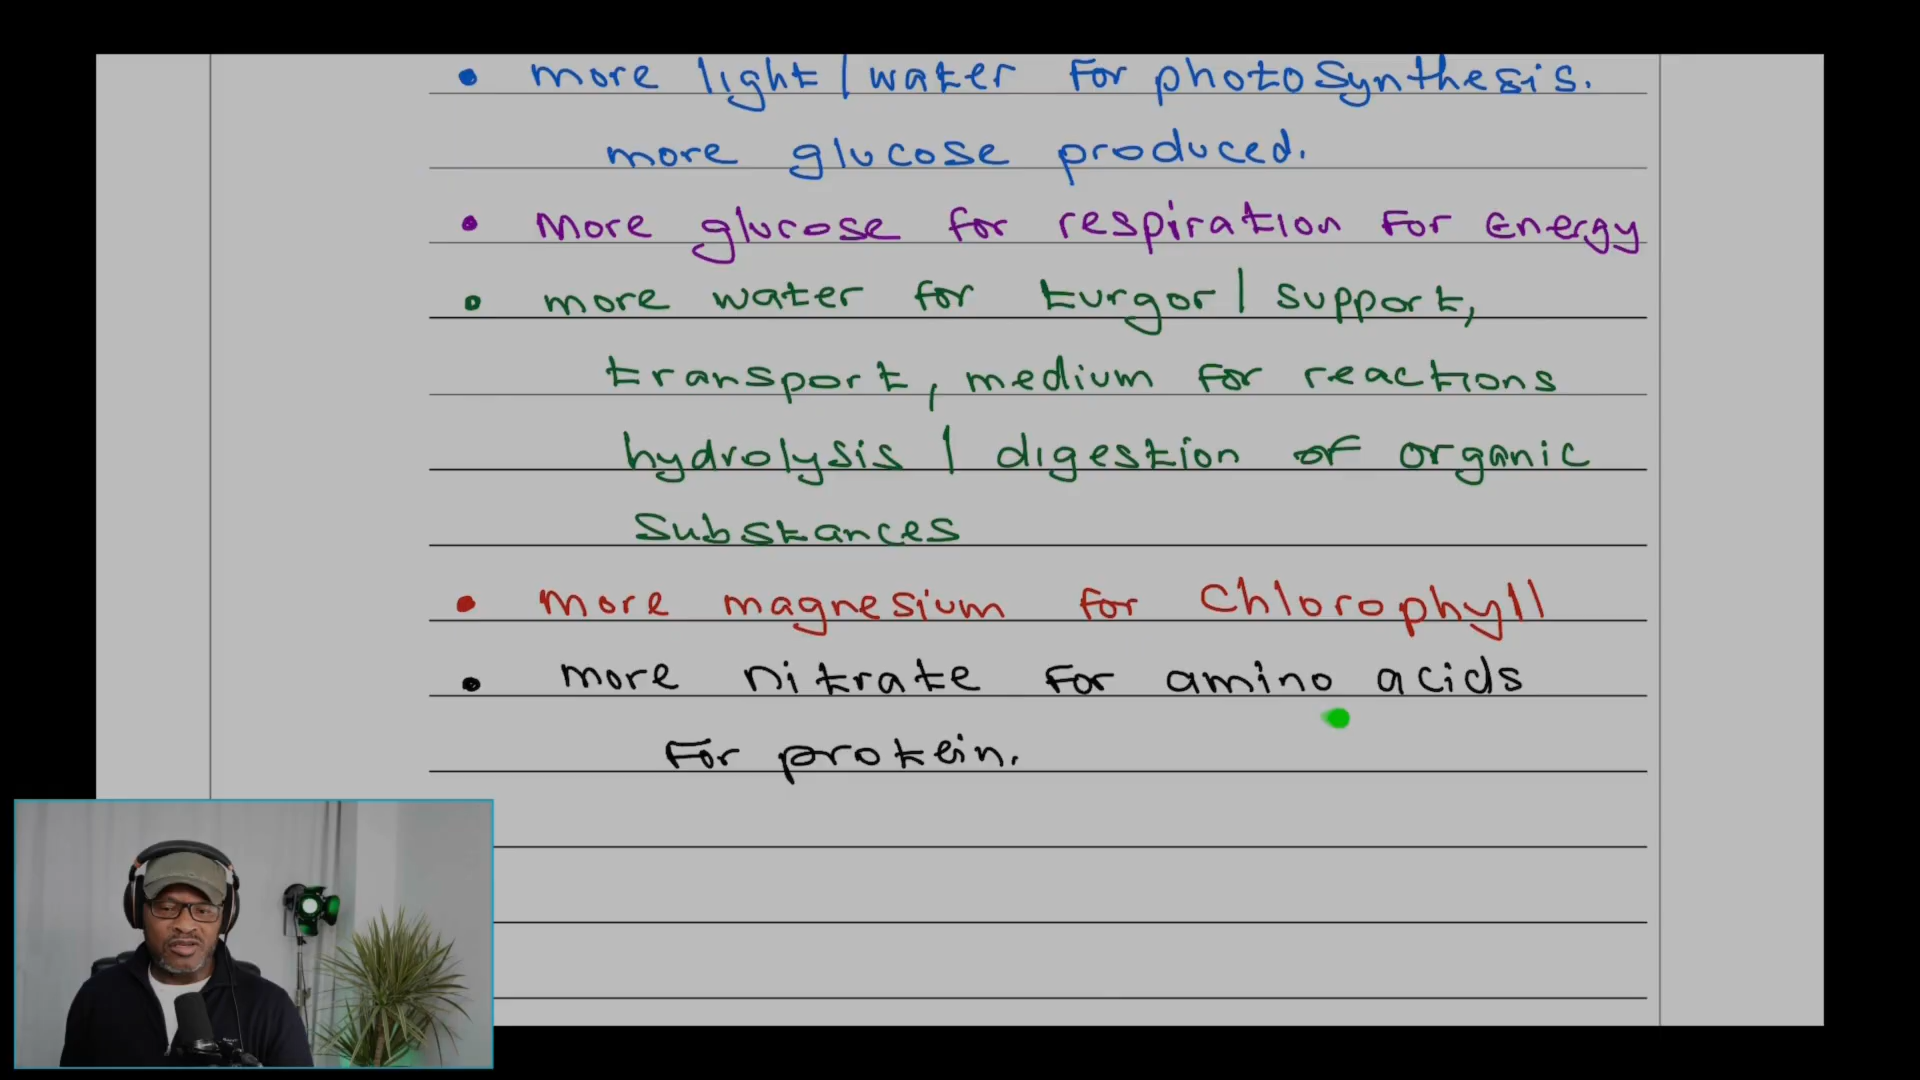 • more light/water for photosynthesis.
more glucose produced.
• more glucose for respiration for energy
• more water for turgor/support,
transport, medium for reactions
hydrolysis/digestion of organic
substances
• more magnesium for chlorophyll
• more nitrate for amino acids
for protein.